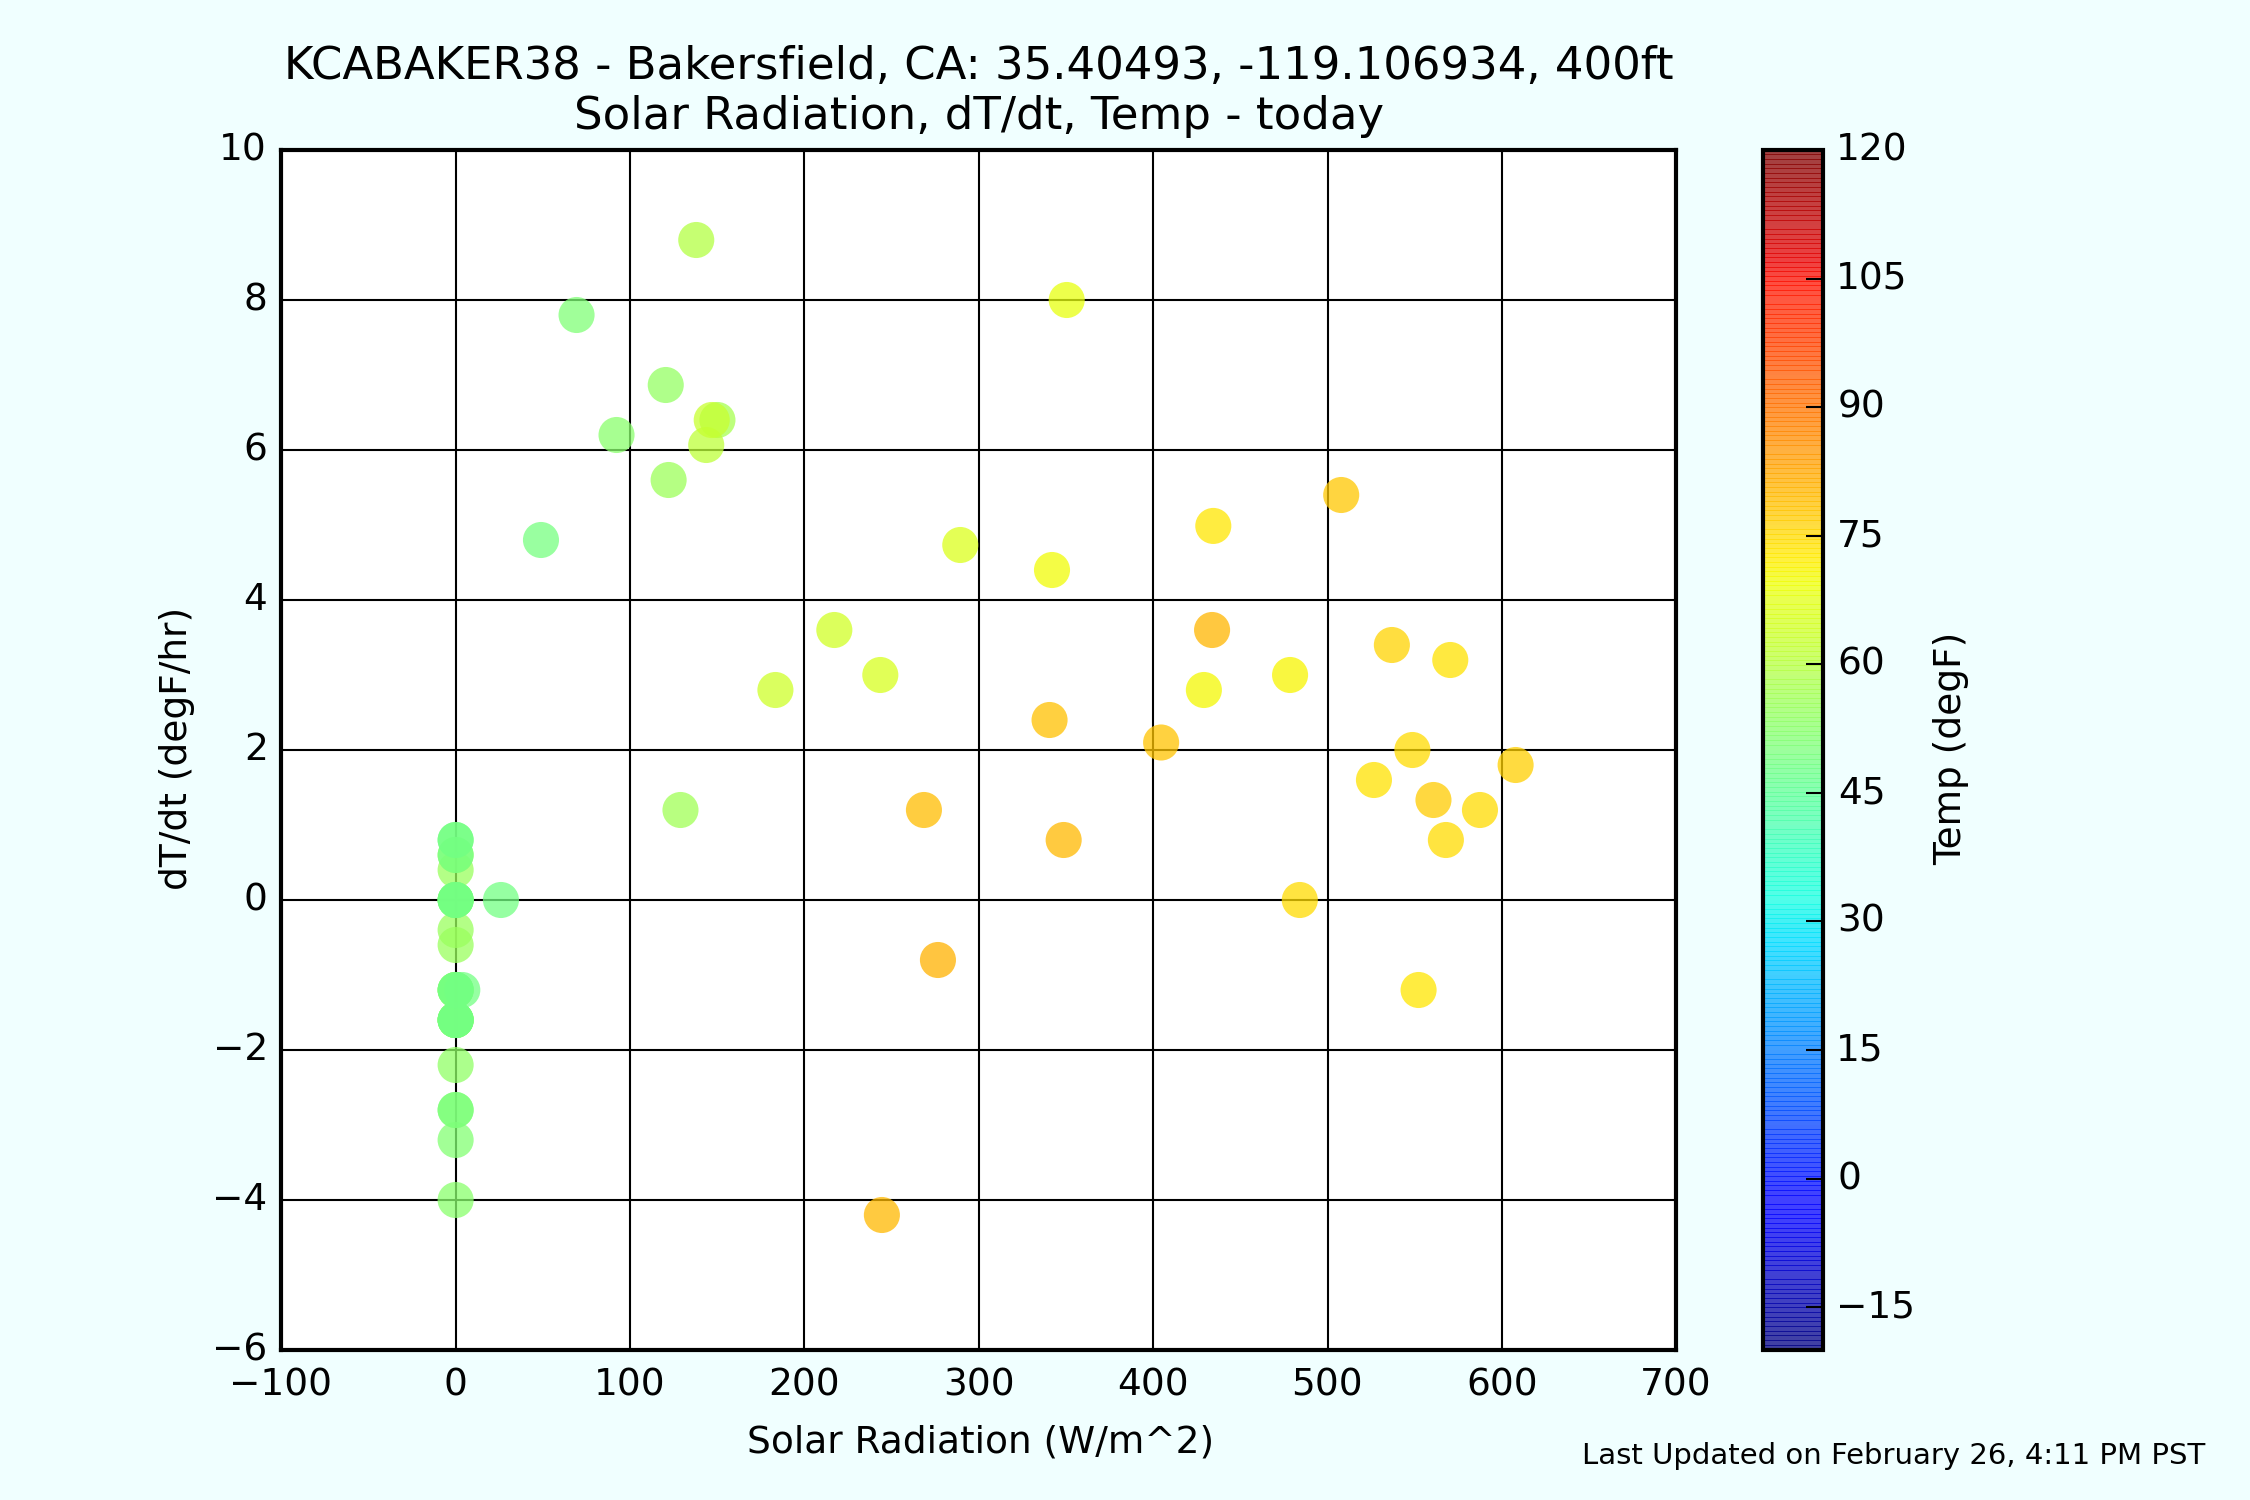 KCABAKER38 - Bakersfield, CA: 35.40493, -119.106934, 400ft
Solar Radiation, dT/dt, Temp - today
10
8
6
4
2
0
−2
−4
−6
dT/dt (degF/hr)
−100 0 100 200 300 400 500 600 700
Solar Radiation (W/m^2)
120
105
90
75
60
45
30
15
0
−15
Temp (degF)
Last Updated on February 26, 4:11 PM PST